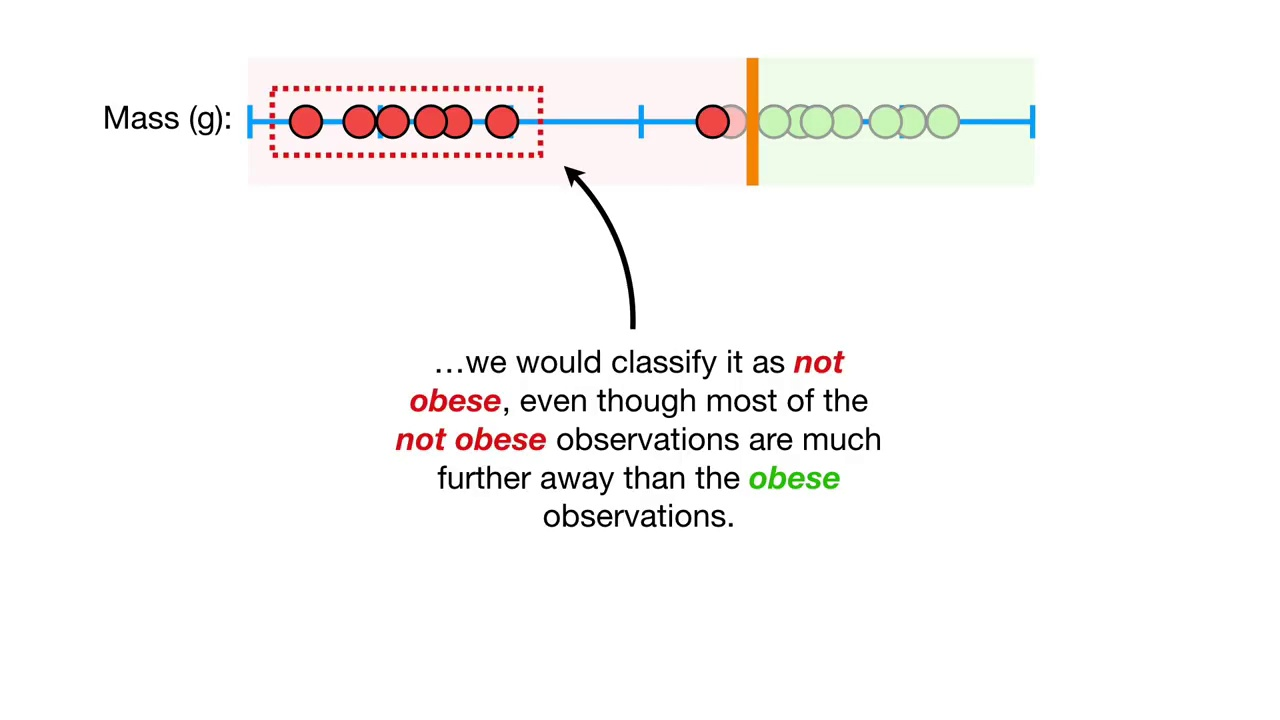 Mass (g):
…we would classify it as not
obese, even though most of the
not obese observations are much
further away than the obese
observations.